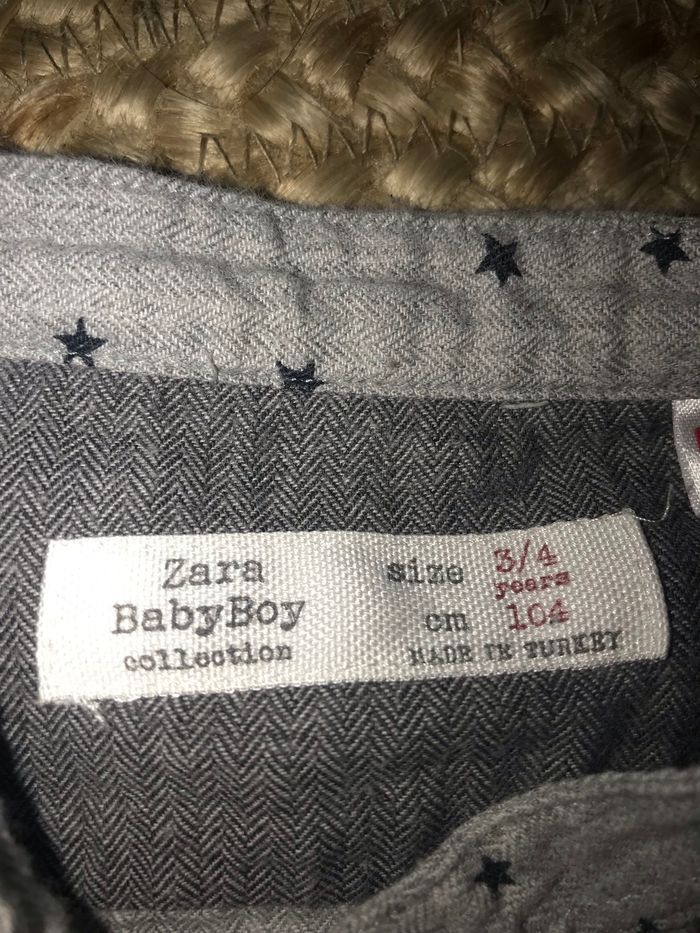 Zara
BabyBoy
collection
size 3/4
years
cm 104
MADE IN TURKEY